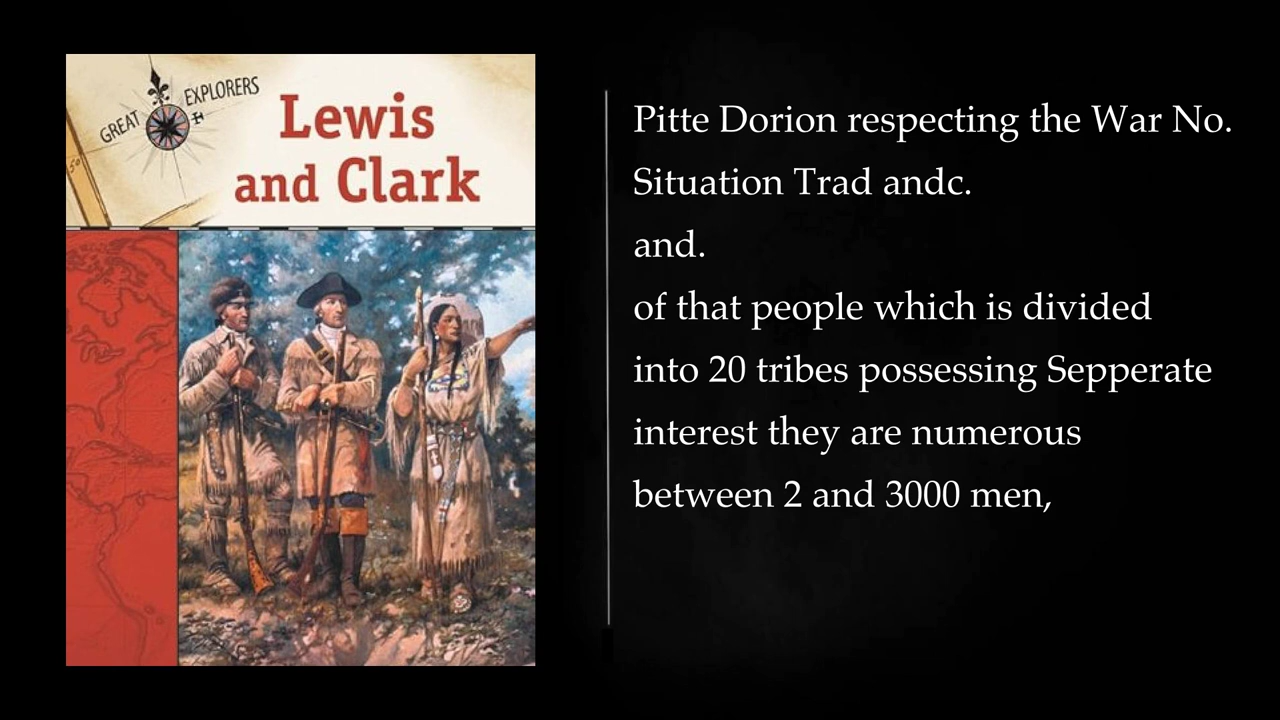 GREAT EXPLORERS
Lewis
and Clark
50
Pitte Dorion respecting the War No.
Situation Trad andc.
and.
of that people which is divided
into 20 tribes possessing Sepperate
interest they are numerous
between 2 and 3000 men,